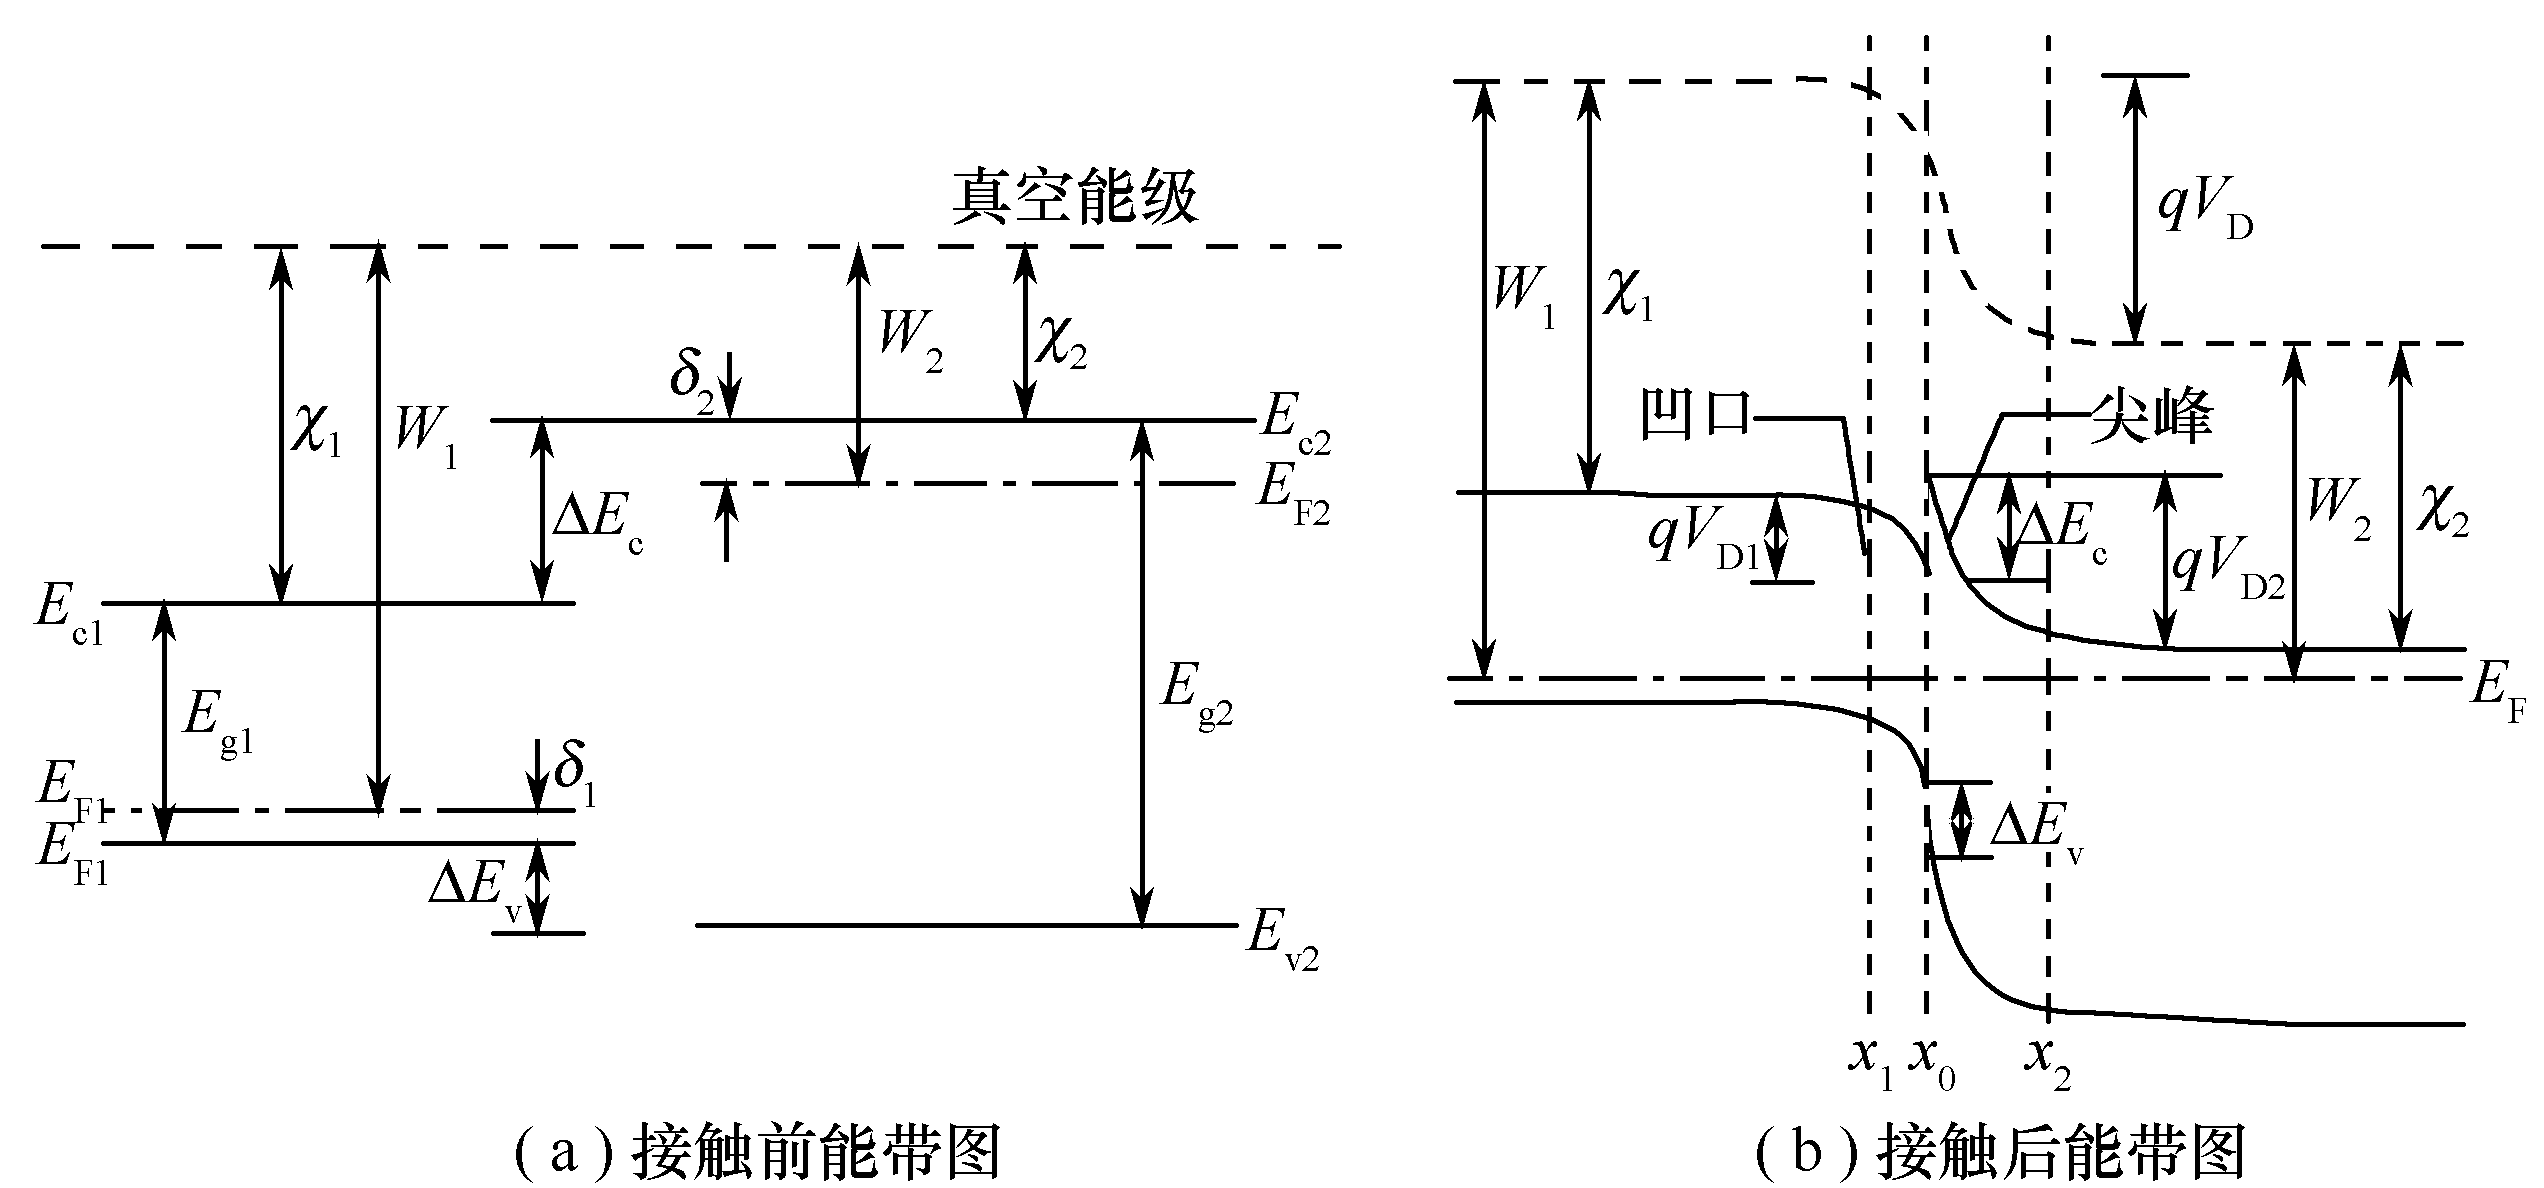 真空能级
χ1
W1
δ2
W2
χ2
Ec2
EF2
ΔEc
Ec1
Eg1
Eg2
EF1
δ1
EF1
ΔEv
Ev2
(a)接触前能带图
qVD
W1
χ1
凹口
尖峰
qVD1
ΔEc
qVD2
W2
χ2
EF
ΔEv
x1
x0
x2
(b)接触后能带图